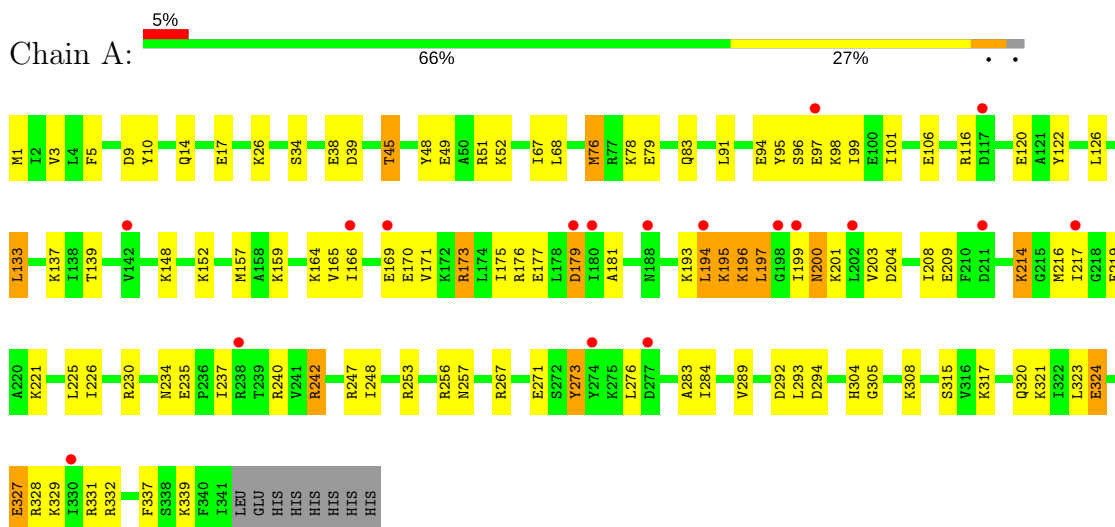 5%
Chain A:
66% 27% • •
M1 I2 V3 L4 F5 D9 Y10 Q14 E17 K26 S34 E38 D39 T45 Y48 E49 A50 R51 K52 I67 L68 M76 R77 K78 E79 Q83 L91 E94 Y95 S96 E97 K98 I99 E100 I101 E106 R116 D117 E120 A121 Y122 L126
L133 K137 I138 T139 V142 K148 K152 M157 A158 K159 K164 V165 I166 E169 E170 V171 K172 R173 L174 I175 R176 E177 L178 D179 I180 A181 N188 K193 L194 K195 K196 L197 G198 I199 N200 K201 L202 V203 D204 I208 E209 F210 D211 K214 G215 M216 I217 G218
A220 K221 L225 I226 R230 N234 E235 P236 I237 R238 T239 R240 V241 R242 R247 I248 R253 R256 N257 R267 E271 S272 Y273 Y274 K275 L276 D277 A283 I284 V289 D292 L293 D294 H304 G305 K308 S315 V316 K317 Q320 K321 I322 L323 E324
E327 R328 K329 I330 R331 R332 F337 S338 K339 F340 I341 LEU GLU HIS HIS HIS HIS HIS HIS